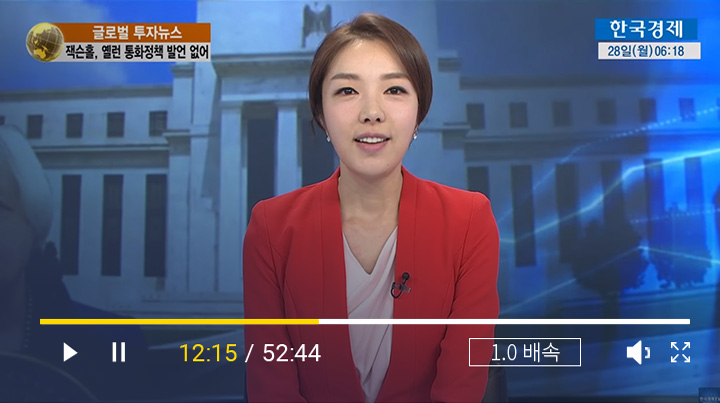 글로벌 투자뉴스
잭슨홀, 옐런 통화정책 발언 없어
한국경제
28일(월) 06:18
12:15 / 52:44
1.0 배속